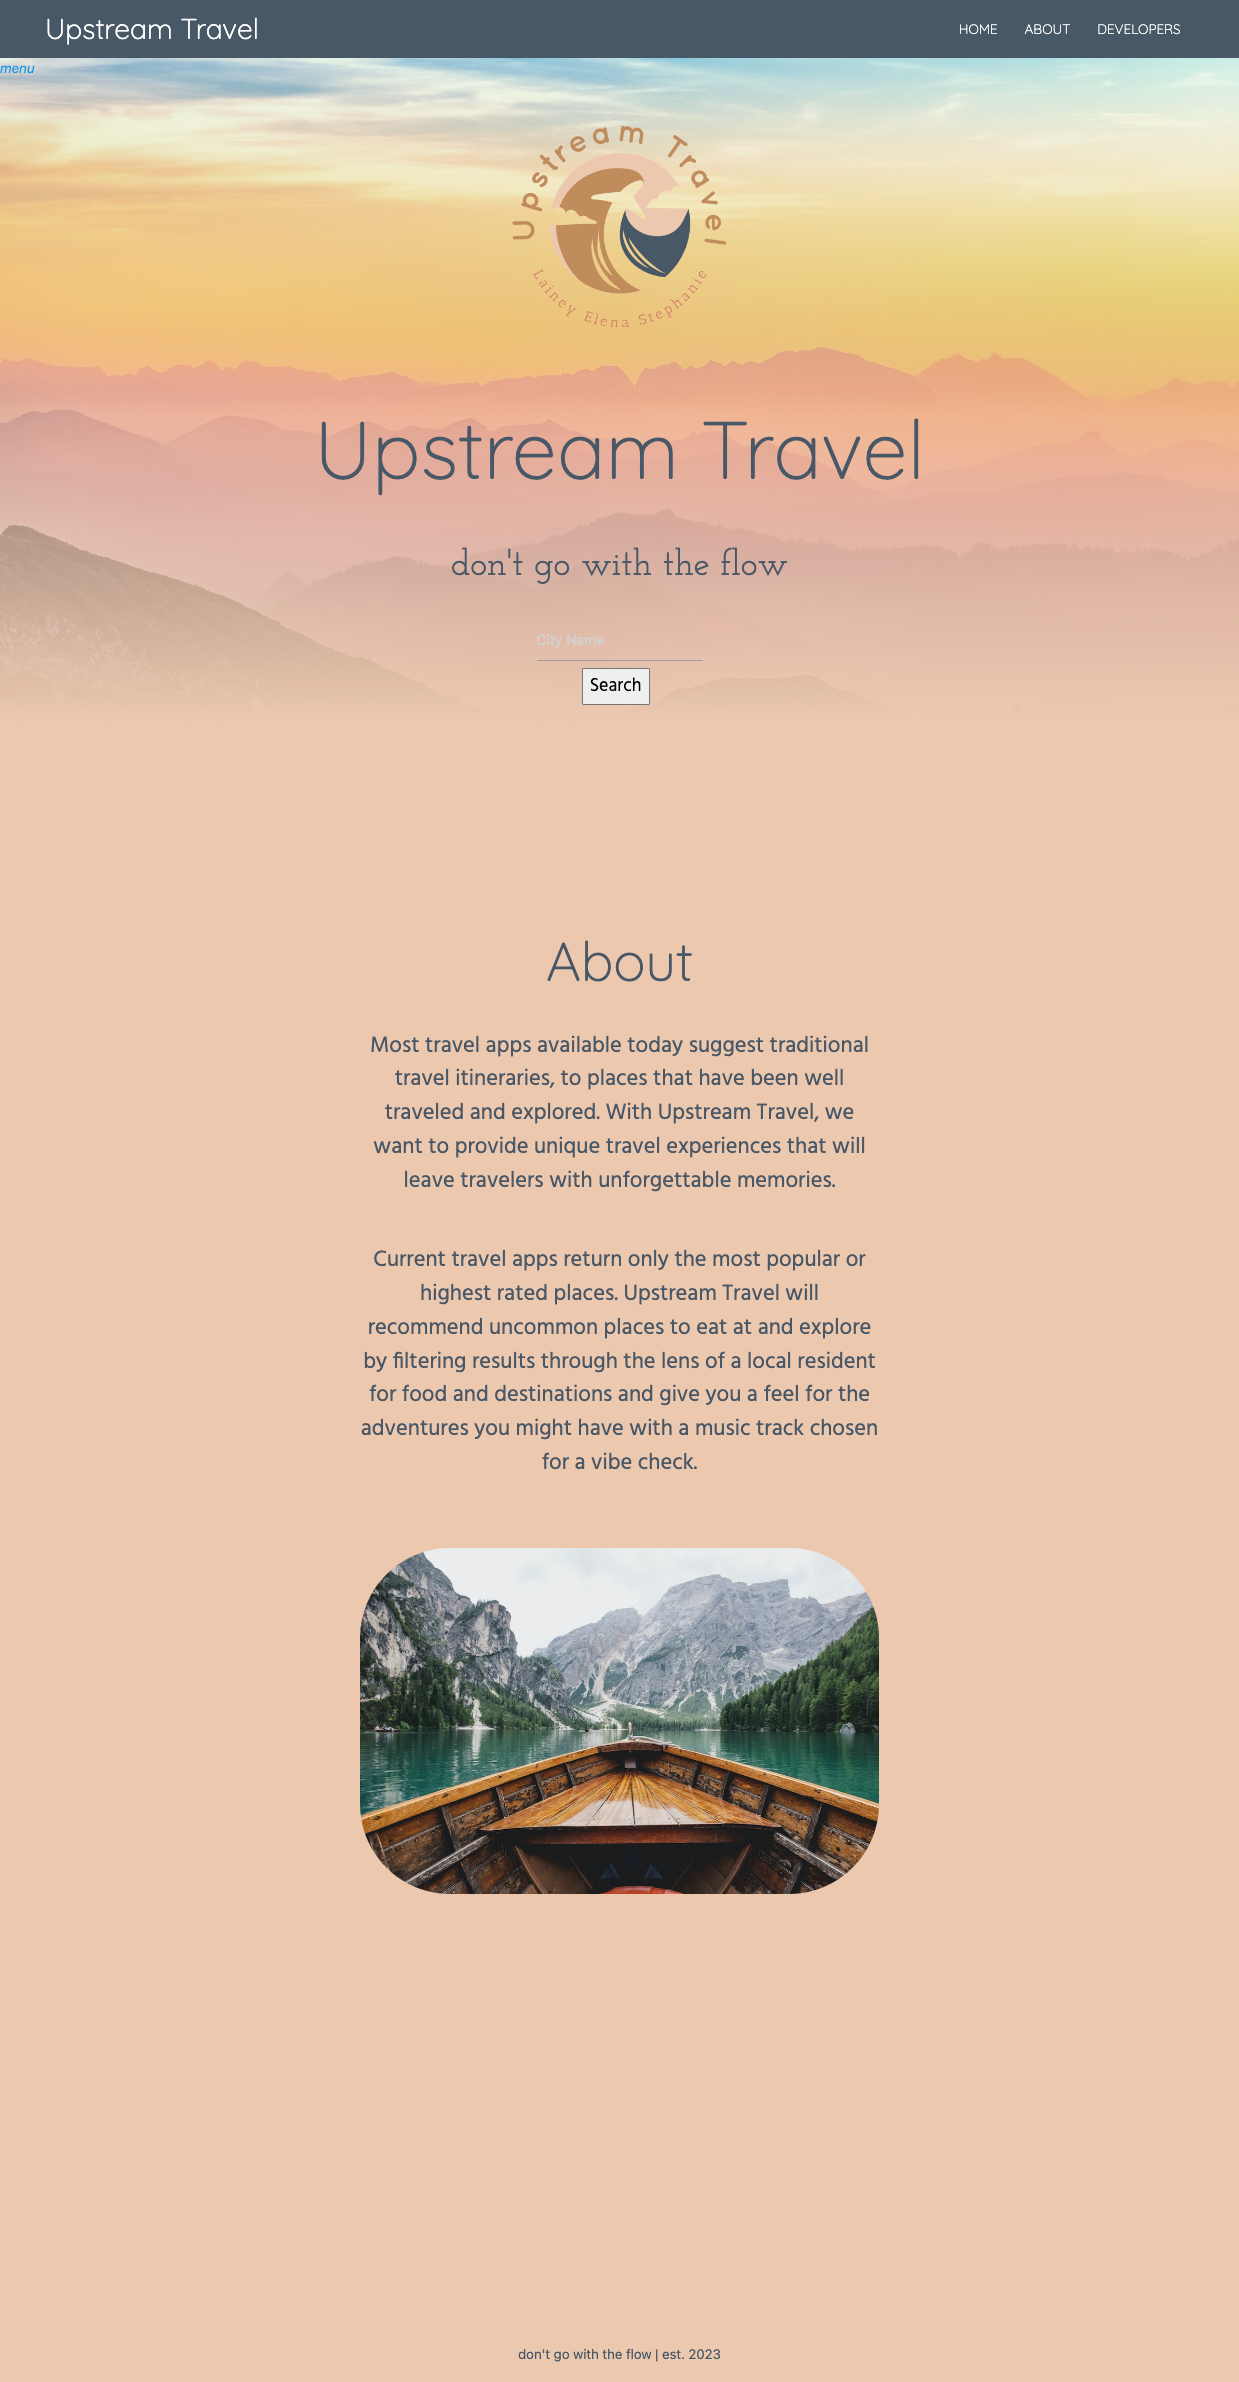 Upstream Travel
HOME ABOUT DEVELOPERS
menu
Upstream Travel
Lainey Elena Stephanie
Upstream Travel
don't go with the flow
City Name
Search
About
Most travel apps available today suggest traditional
travel itineraries, to places that have been well
traveled and explored. With Upstream Travel, we
want to provide unique travel experiences that will
leave travelers with unforgettable memories.
Current travel apps return only the most popular or
highest rated places. Upstream Travel will
recommend uncommon places to eat at and explore
by filtering results through the lens of a local resident
for food and destinations and give you a feel for the
adventures you might have with a music track chosen
for a vibe check.
don't go with the flow | est. 2023